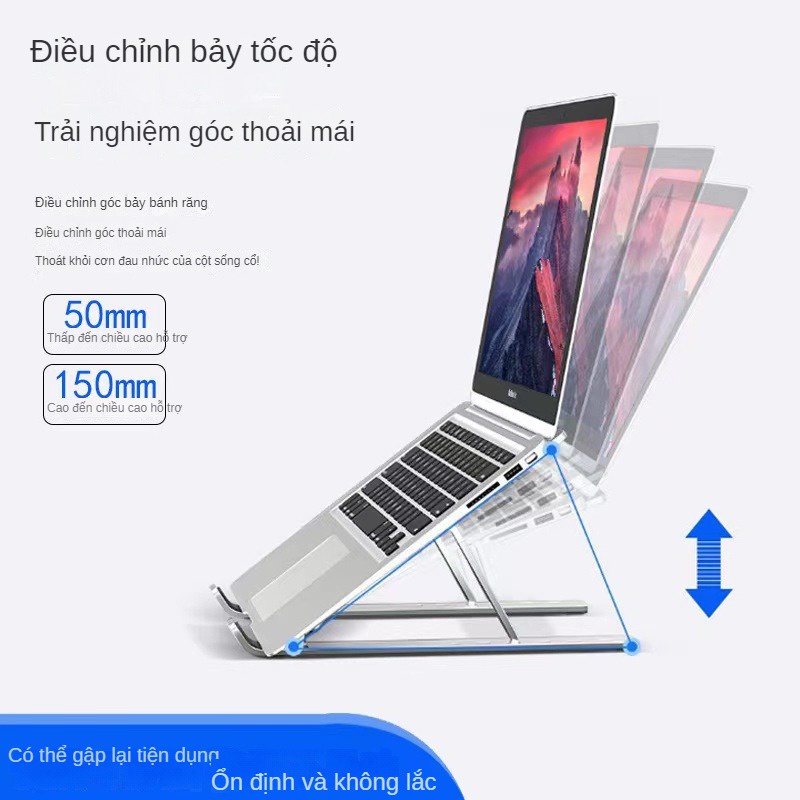 Điều chỉnh bảy tốc độ
Trải nghiệm góc thoải mái
Điều chỉnh góc bảy bánh răng
Điều chỉnh góc thoải mái
Thoát khỏi cơn đau nhức của cột sống cổ!
50mm
Thấp đến chiều cao hỗ trợ
150mm
Cao đến chiều cao hỗ trợ
Có thể gập lại tiện dụng
Ổn định và không lắc